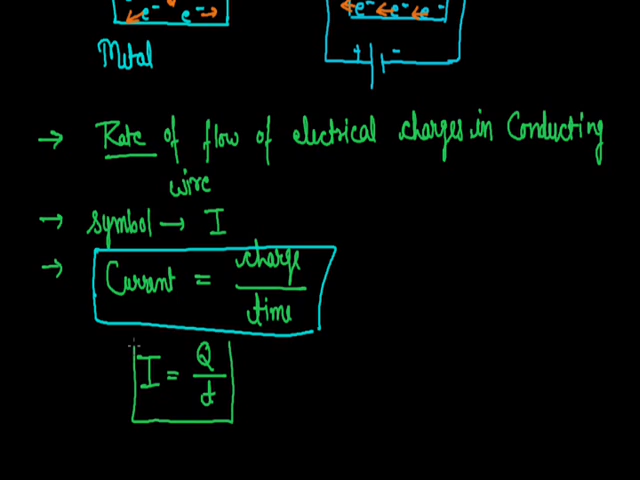 e⁻ e⁻ e⁻ e⁻ e⁻
Metal
+ -
→ Rate of flow of electrical charges in Conducting
wire
→ symbol → I
→ Current = charge
time
I = Q
t